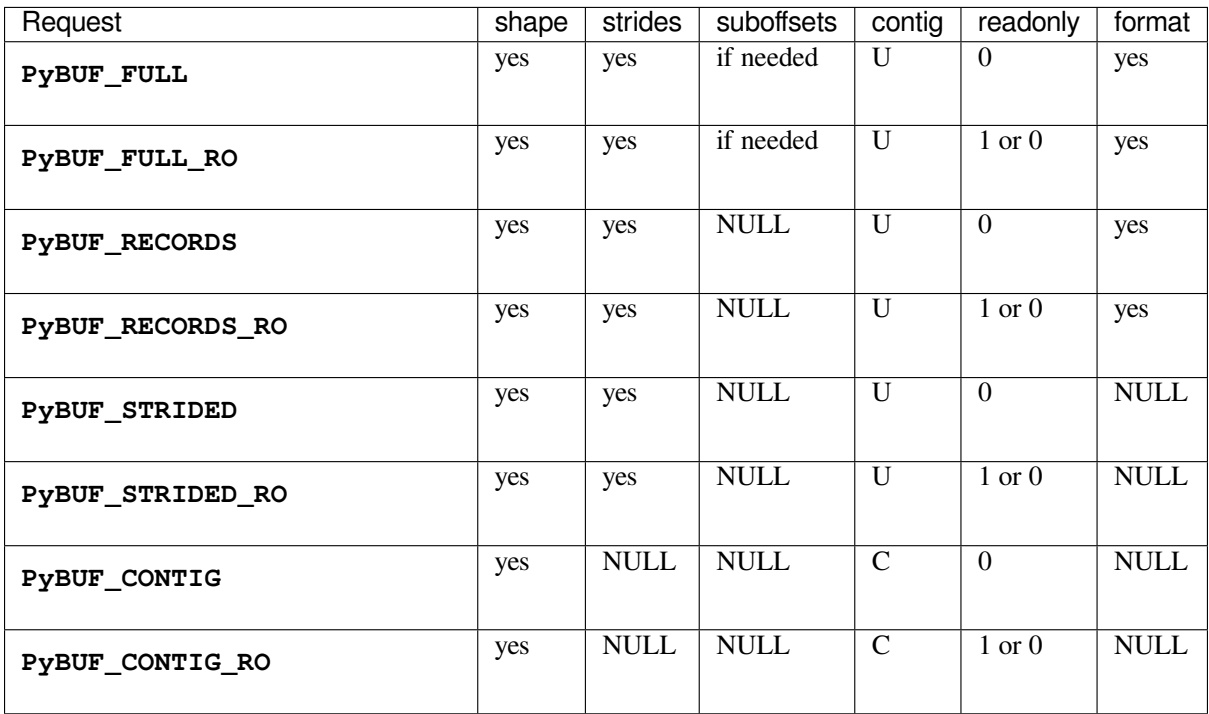 Request shape strides suboffsets contig readonly format
PyBUF_FULL yes yes if needed U 0 yes
PyBUF_FULL_RO yes yes if needed U 1 or 0 yes
PyBUF_RECORDS yes yes NULL U 0 yes
PyBUF_RECORDS_RO yes yes NULL U 1 or 0 yes
PyBUF_STRIDED yes yes NULL U 0 NULL
PyBUF_STRIDED_RO yes yes NULL U 1 or 0 NULL
PyBUF_CONTIG yes NULL NULL C 0 NULL
PyBUF_CONTIG_RO yes NULL NULL C 1 or 0 NULL